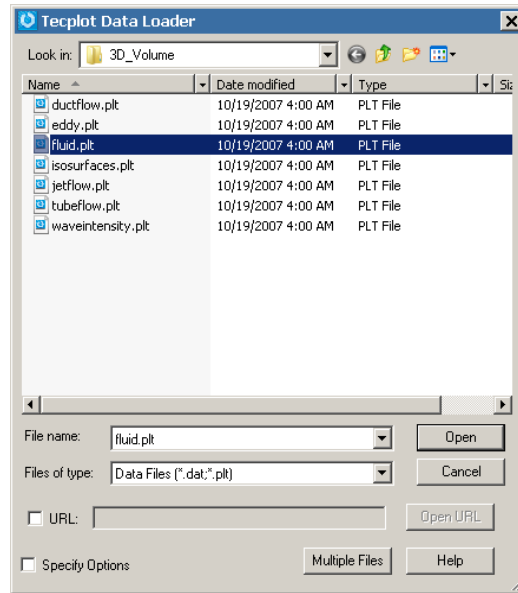 Tecplot Data Loader
Look in: 3D_Volume
Name Date modified Type Siz
ductflow.plt 10/19/2007 4:00 AM PLT File
eddy.plt 10/19/2007 4:00 AM PLT File
fluid.plt 10/19/2007 4:00 AM PLT File
isosurfaces.plt 10/19/2007 4:00 AM PLT File
jetflow.plt 10/19/2007 4:00 AM PLT File
tubeflow.plt 10/19/2007 4:00 AM PLT File
waveintensity.plt 10/19/2007 4:00 AM PLT File
File name: fluid.plt Open
Files of type: Data Files (*.dat;*.plt) Cancel
URL: Open URL
Specify Options Multiple Files Help